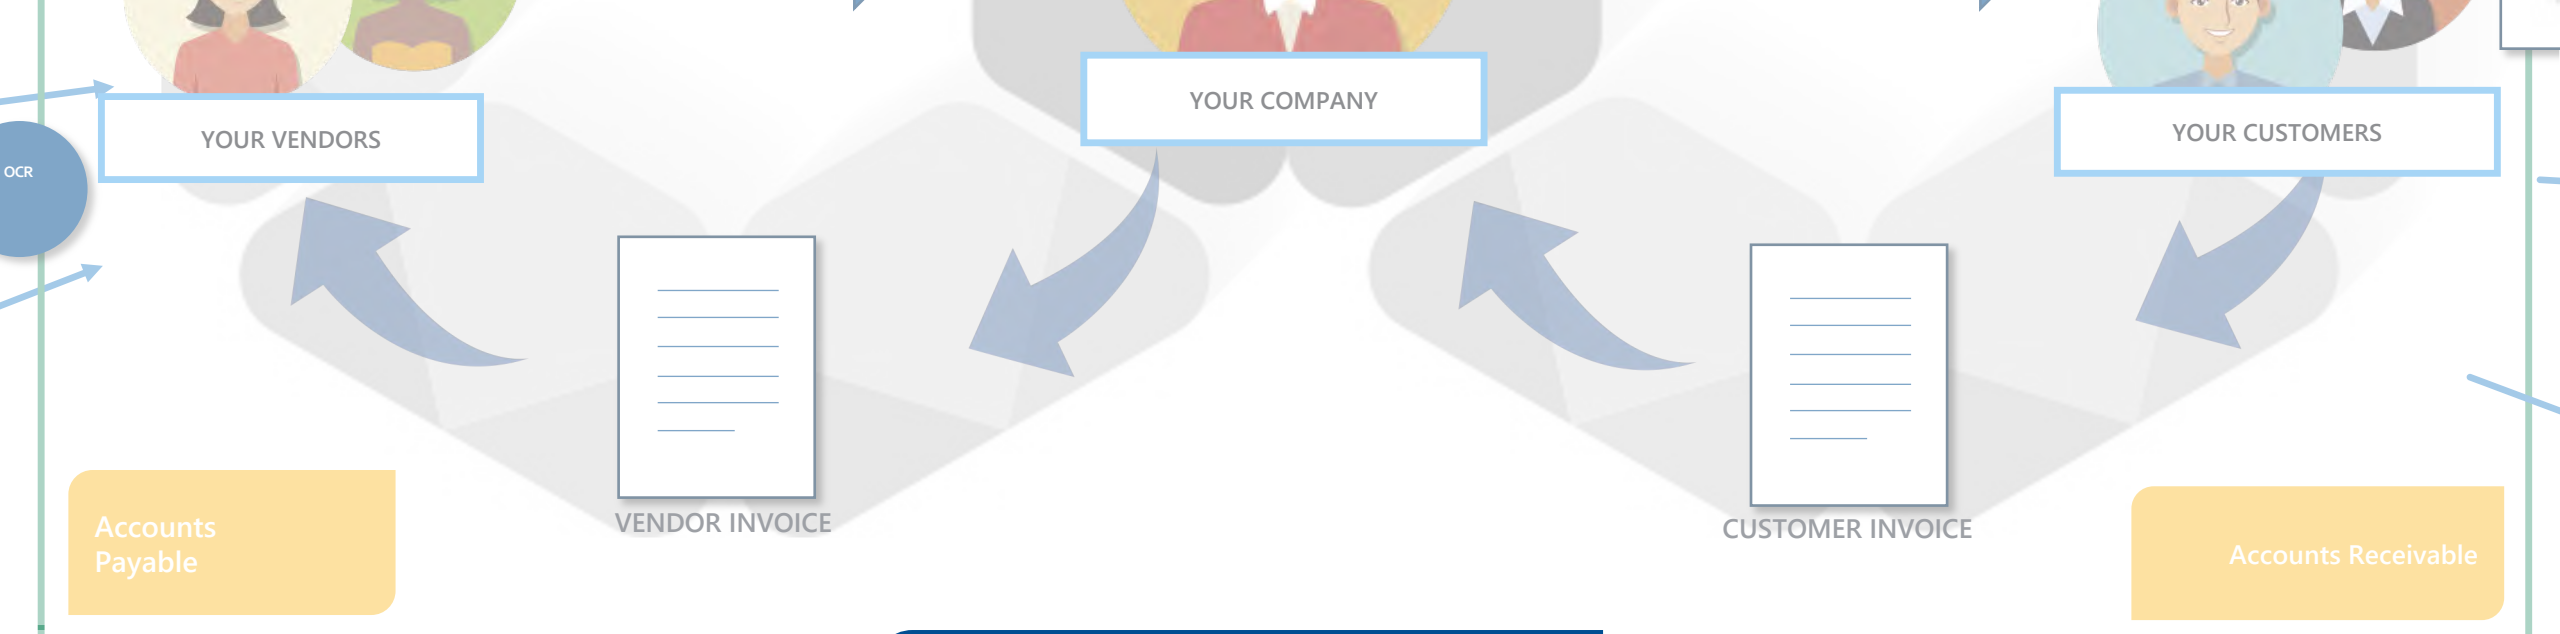 YOUR COMPANY
YOUR VENDORS
YOUR CUSTOMERS
OCR
VENDOR INVOICE
CUSTOMER INVOICE
Accounts
Payable
Accounts Receivable